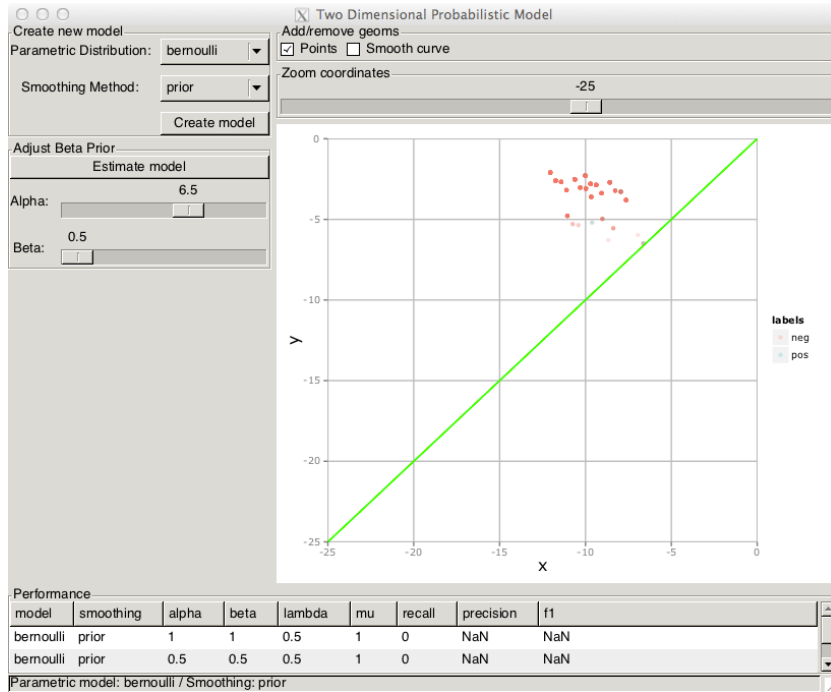 Two Dimensional Probabilistic Model
Create new model
Parametric Distribution: bernoulli
Smoothing Method: prior
Create model
Adjust Beta Prior
Estimate model
6.5
Alpha:
0.5
Beta:
Add/remove geoms
Points Smooth curve
Zoom coordinates
-25
0
-5
-10
-15
-20
-25
y
-25 -20 -15 -10 -5 0
x
labels
neg
pos
Performance
model smoothing alpha beta lambda mu recall precision f1
bernoulli prior 1 1 0.5 1 0 NaN NaN
bernoulli prior 0.5 0.5 0.5 1 0 NaN NaN
Parametric model: bernoulli / Smoothing: prior